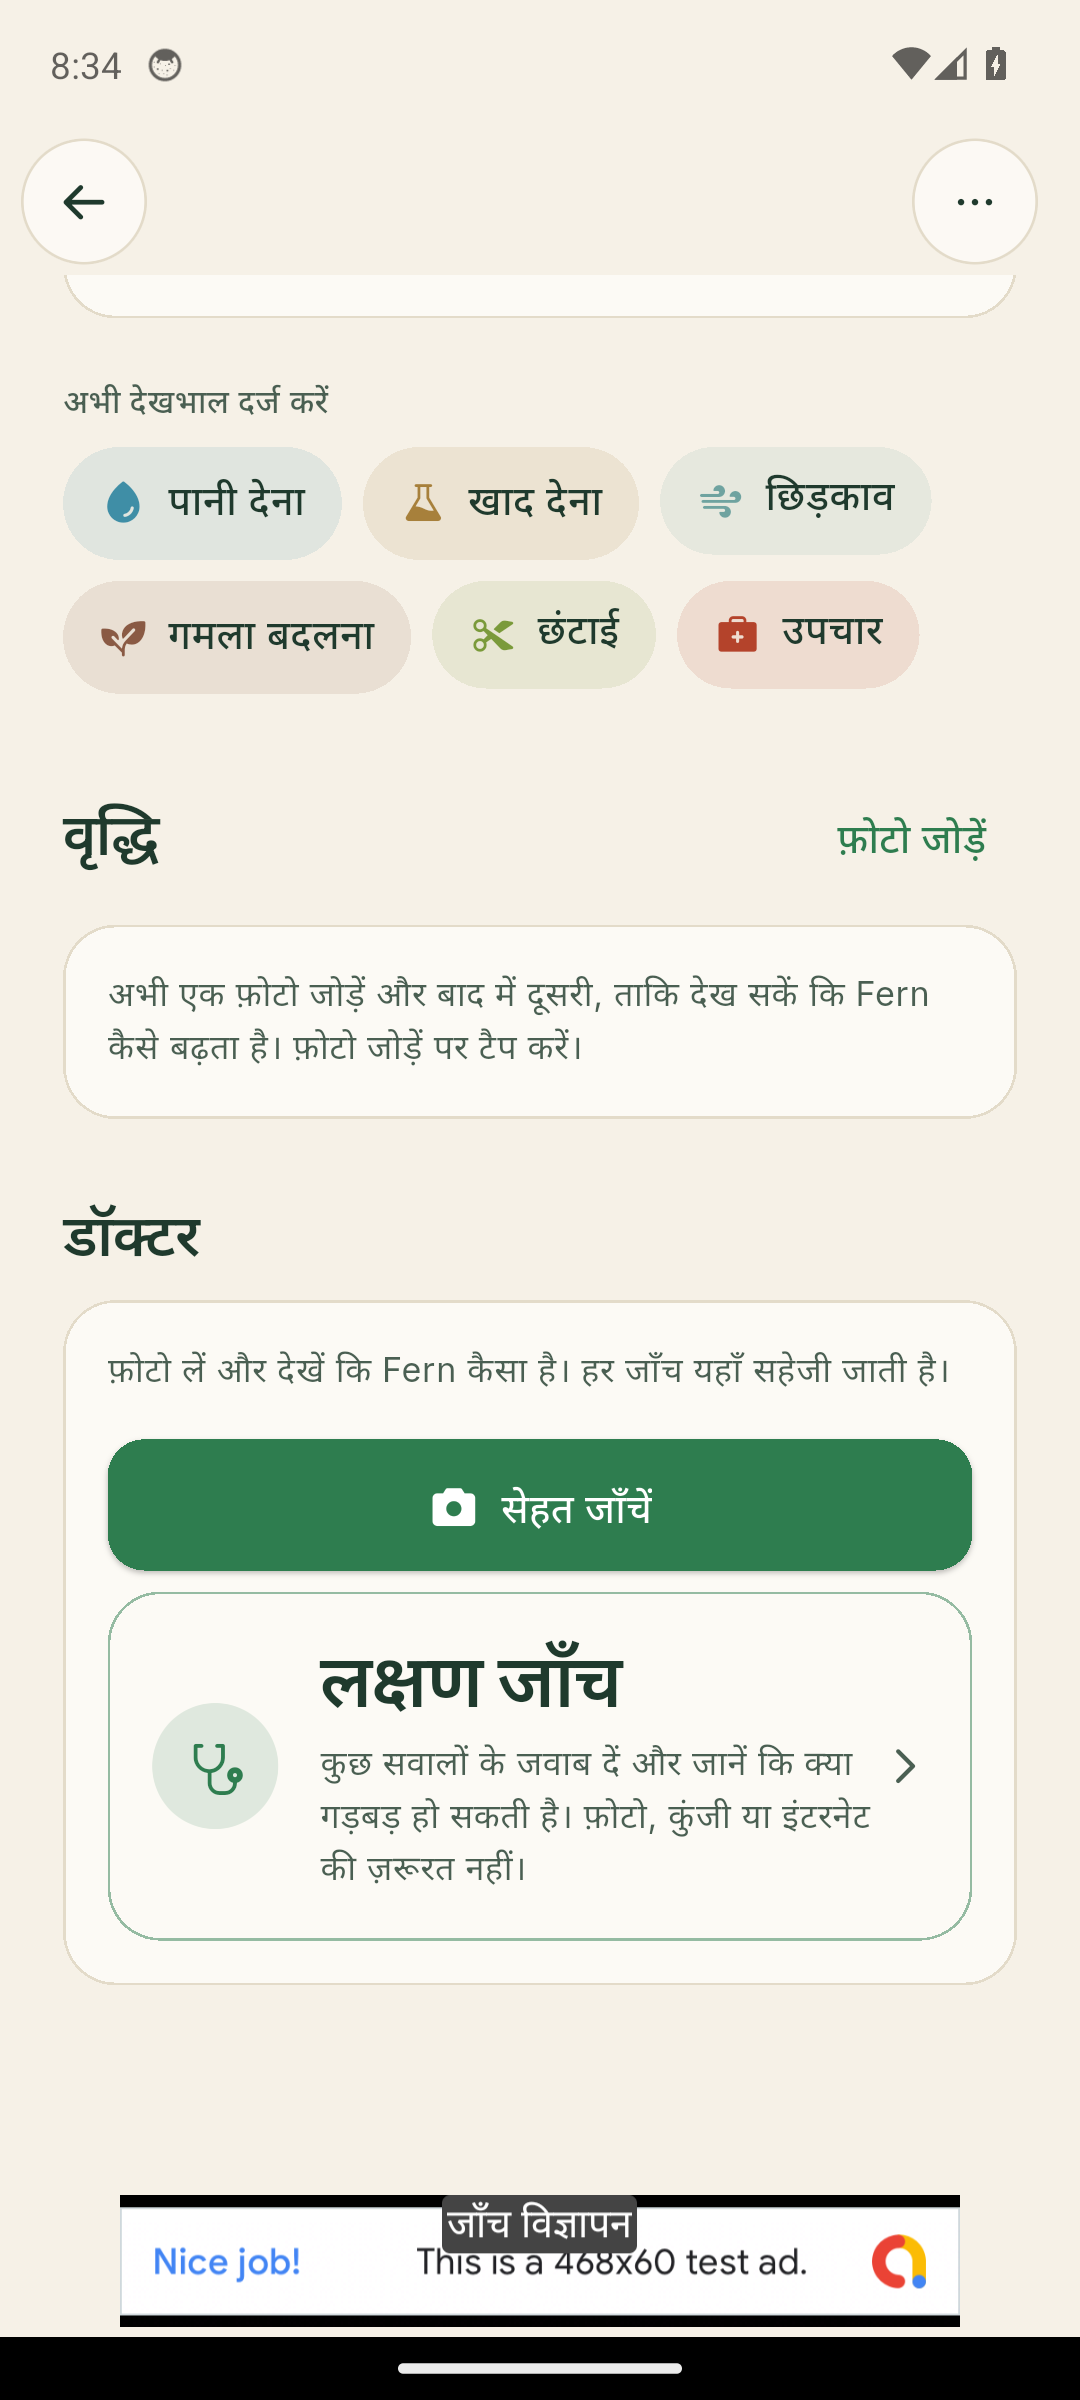 8:34
अभी देखभाल दर्ज करें
पानी देना
खाद देना
छिड़काव
गमला बदलना
छंटाई
उपचार
वृद्धि
फ़ोटो जोड़ें
अभी एक फ़ोटो जोड़ें और बाद में दूसरी, ताकि देख सकें कि Fern
कैसे बढ़ता है। फ़ोटो जोड़ें पर टैप करें।
डॉक्टर
फ़ोटो लें और देखें कि Fern कैसा है। हर जाँच यहाँ सहेजी जाती है।
सेहत जाँचें
लक्षण जाँच
कुछ सवालों के जवाब दें और जानें कि क्या
गड़बड़ हो सकती है। फ़ोटो, कुंजी या इंटरनेट
की ज़रूरत नहीं।
जाँच विज्ञापन
Nice job!
This is a 468x60 test ad.